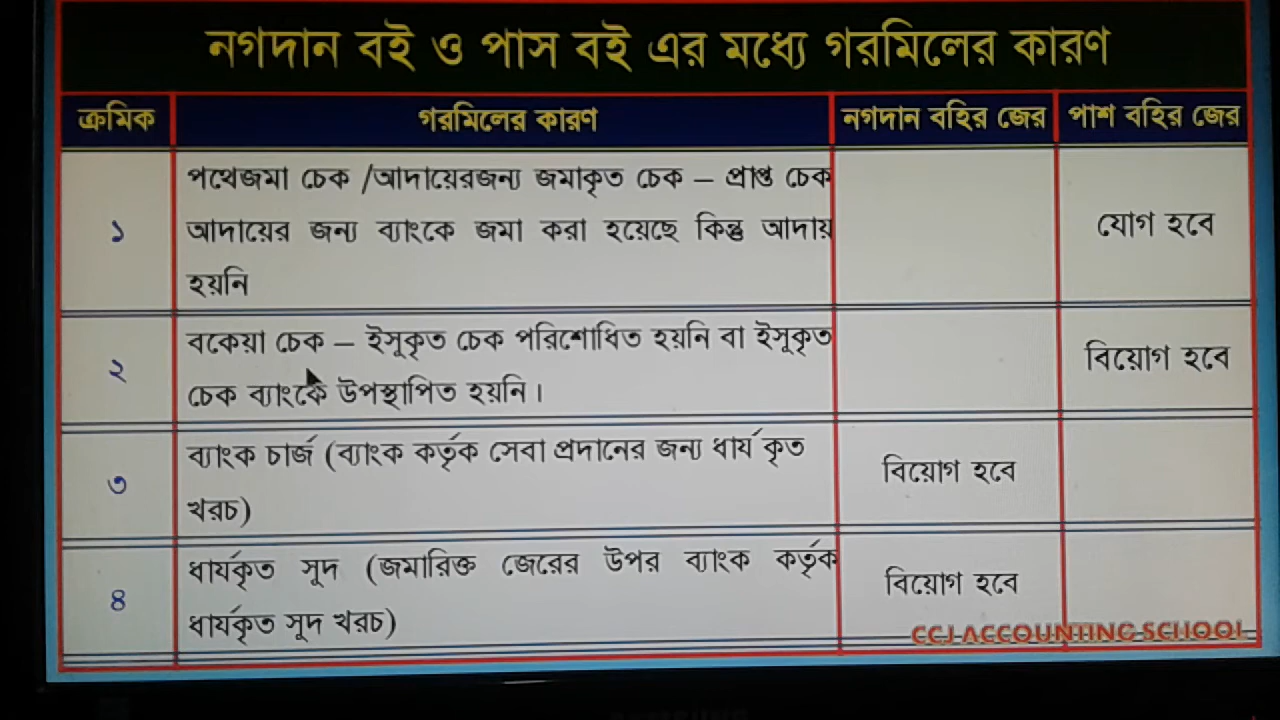 নগদান বই ও পাস বই এর মধ্যে গরমিলের কারণ
ক্রমিক গরমিলের কারণ নগদান বহির জের পাশ বহির জের
১ পথেজমা চেক /আদায়েরজন্য জমাকৃত চেক – প্রাপ্ত চেক
আদায়ের জন্য ব্যাংকে জমা করা হয়েছে কিন্তু আদায়
হয়নি
যোগ হবে
২ বকেয়া চেক – ইসূকৃত চেক পরিশোধিত হয়নি বা ইসূকৃত
চেক ব্যাংকে উপস্থাপিত হয়নি।
বিয়োগ হবে
৩ ব্যাংক চার্জ (ব্যাংক কর্তৃক সেবা প্রদানের জন্য ধার্য কৃত
খরচ)
বিয়োগ হবে
৪ ধার্যকৃত সূদ (জমারিক্ত জেরের উপর ব্যাংক কর্তৃক
ধার্যকৃত সূদ খরচ)
বিয়োগ হবে
CCJ ACCOUNTING SCHOOL